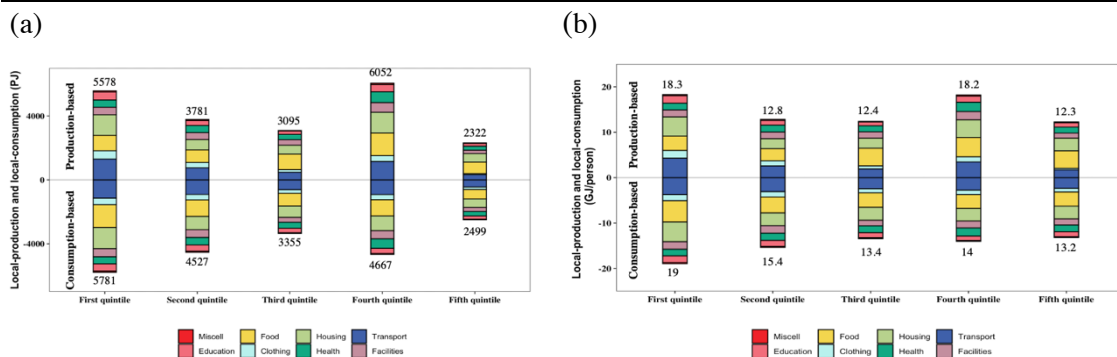 (a)
Local-production and local-consumption (PJ)
Production-based
Consumption-based
4000
0
-4000
5578
3781
3095
6052
2322
5781
4527
3355
4667
2499
First quintile
Second quintile
Third quintile
Fourth quintile
Fifth quintile
Miscell
Food
Housing
Transport
Education
Clothing
Health
Facilities
(b)
Local-production and local-consumption
(GJ/person)
Production-based
Consumption-based
20
10
0
-10
-20
18.3
12.8
12.4
18.2
12.3
19
15.4
13.4
14
13.2
First quintile
Second quintile
Third quintile
Fourth quintile
Fifth quintile
Miscell
Food
Housing
Transport
Education
Clothing
Health
Facilities